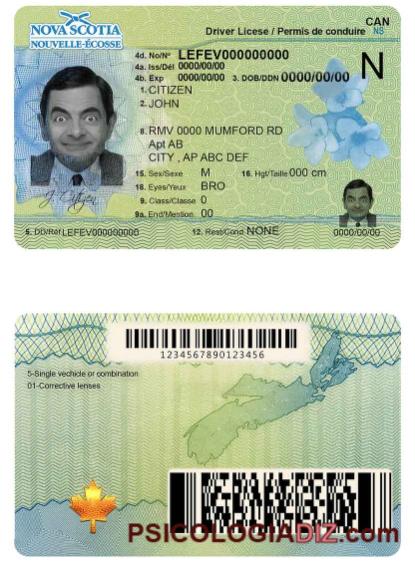 NOVA SCOTIA
NOUVELLE-ÉCOSSE
Driver Licese / Permis de conduire
CAN
NS
4d. No/Nº LEFEV000000000
4a. Iss/Dél 0000/00/00
4b. Exp 0000/00/00 3. DOB/DDN 0000/00/00
N
1. CITIZEN
2. JOHN
8. RMV 0000 MUMFORD RD
Apt AB
CITY , AP ABC DEF
15. Sex/Sexe M 16. Hgt/Taille 000 cm
18. Eyes/Yeux BRO
9. Class/Classe 0
9a. End/Mention 00
J. Citizen
5. DD/Réf LEFEV000000000 12. Rest/Cond NONE 0000/00/00
1234567890123456
5-Single vechicle or combination
01-Corrective lenses
PSICOLOGIADIZ.com